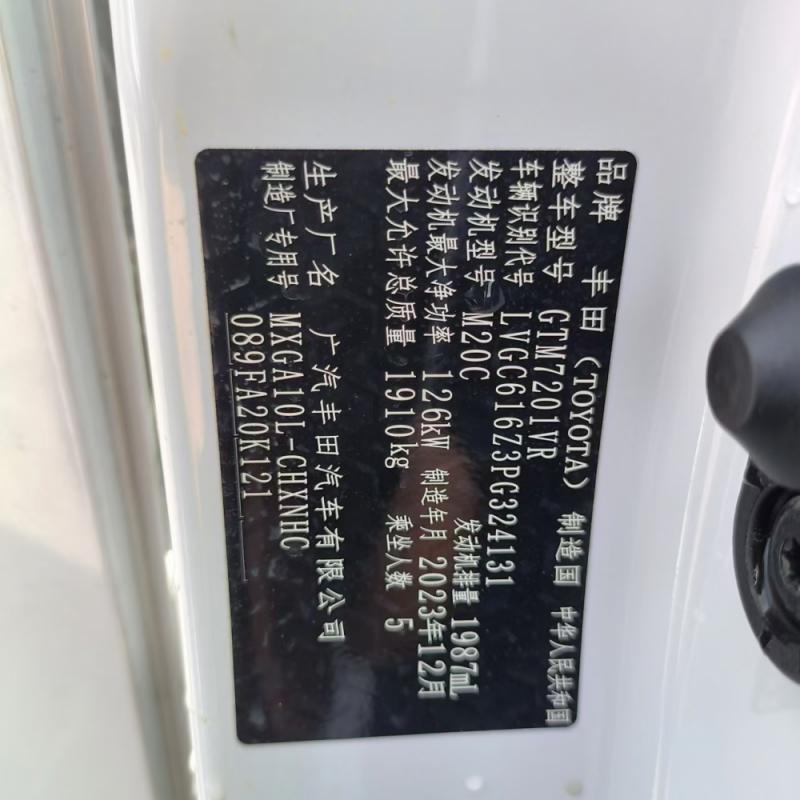 品牌 丰田（TOYOTA） 制造国 中华人民共和国
整车型号 GTM7201VR
车辆识别代号 LVGC616Z3PG324131
发动机型号 M20C 发动机排量 1987mL
发动机最大净功率 126kW 制造年月 2023年12月
最大允许总质量 1910kg 乘坐人数 5
生产厂名 广汽丰田汽车有限公司
制造厂专用号 MXGA10L-CHXNHC
089FA20K121